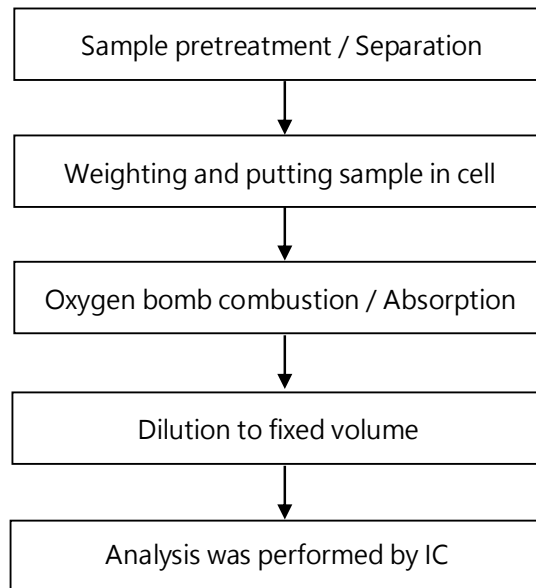 Sample pretreatment / Separation
Weighting and putting sample in cell
Oxygen bomb combustion / Absorption
Dilution to fixed volume
Analysis was performed by IC